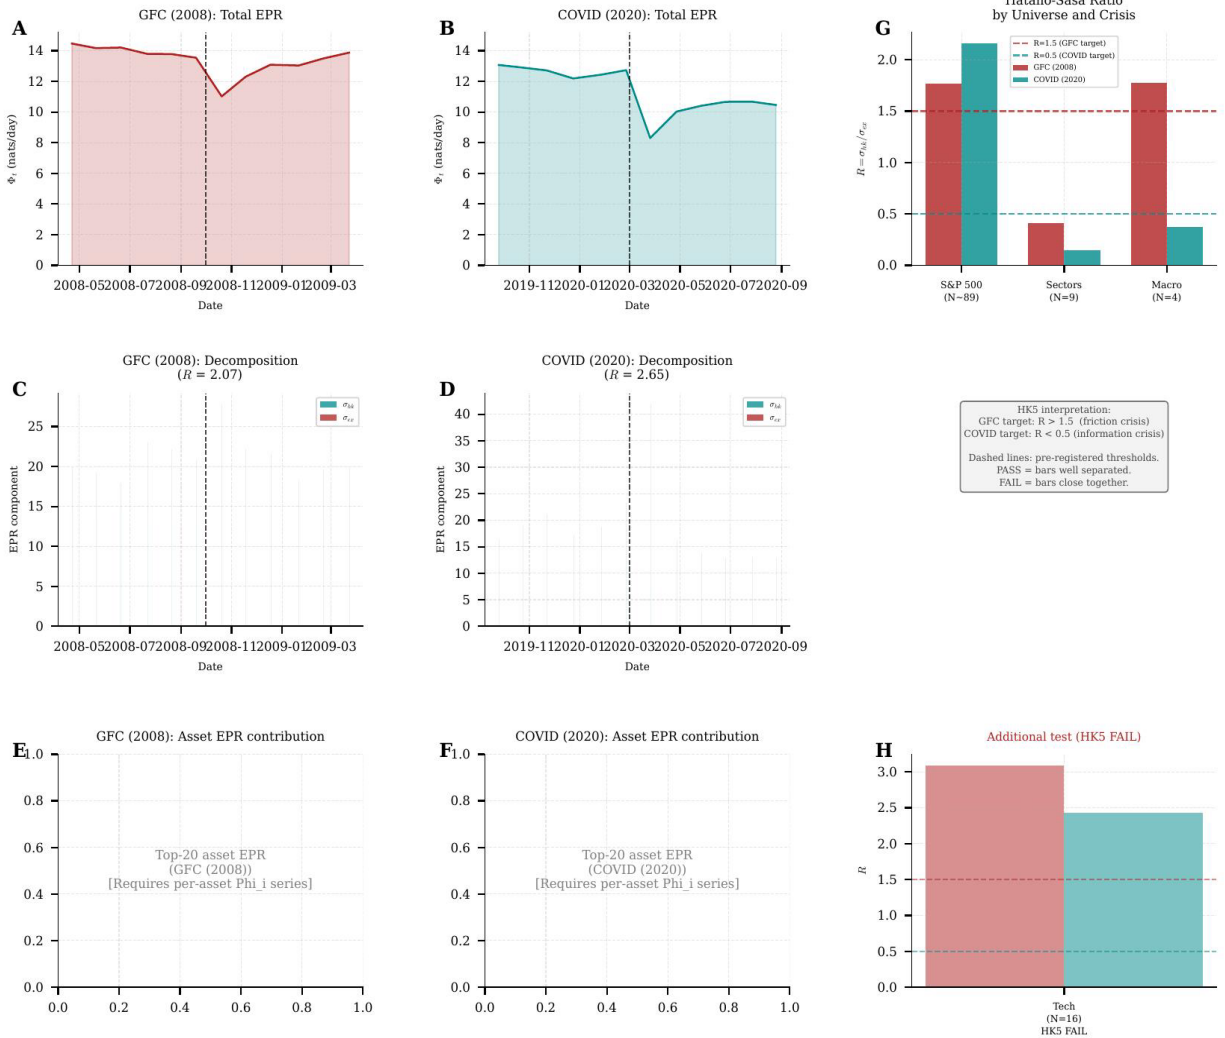 A
GFC (2008): Total EPR
Φt (nats/day)
14
12
10
8
6
4
2
0
2008-05 2008-07 2008-09 2008-11 2009-01 2009-03
Date
B
COVID (2020): Total EPR
Φt (nats/day)
14
12
10
8
6
4
2
0
2019-11 2020-01 2020-03 2020-05 2020-07 2020-09
Date
Hatano-Sasa Ratio
by Universe and Crisis
G
R=1.5 (GFC target)
R=0.5 (COVID target)
GFC (2008)
COVID (2020)
R = σhk/σex
2.0
1.5
1.0
0.5
0.0
S&P 500 Sectors Macro
(N~89) (N=9) (N=4)
C
GFC (2008): Decomposition
(R = 2.07)
σhk
σex
EPR component
25
20
15
10
5
0
2008-05 2008-07 2008-09 2008-11 2009-01 2009-03
Date
D
COVID (2020): Decomposition
(R = 2.65)
σhk
σex
EPR component
40
35
30
25
20
15
10
5
0
2019-11 2020-01 2020-03 2020-05 2020-07 2020-09
Date
HK5 interpretation:
GFC target: R > 1.5 (friction crisis)
COVID target: R < 0.5 (information crisis)
Dashed lines: pre-registered thresholds.
PASS = bars well separated.
FAIL = bars close together.
E
GFC (2008): Asset EPR contribution
1.0
0.8
0.6
0.4
0.2
0.0
Top-20 asset EPR
(GFC (2008))
[Requires per-asset Phi_i series]
0.0 0.2 0.4 0.6 0.8 1.0
F
COVID (2020): Asset EPR contribution
1.0
0.8
0.6
0.4
0.2
0.0
Top-20 asset EPR
(COVID (2020))
[Requires per-asset Phi_i series]
0.0 0.2 0.4 0.6 0.8 1.0
H
Additional test (HK5 FAIL)
R
3.0
2.5
2.0
1.5
1.0
0.5
0.0
Tech
(N=16)
HK5 FAIL